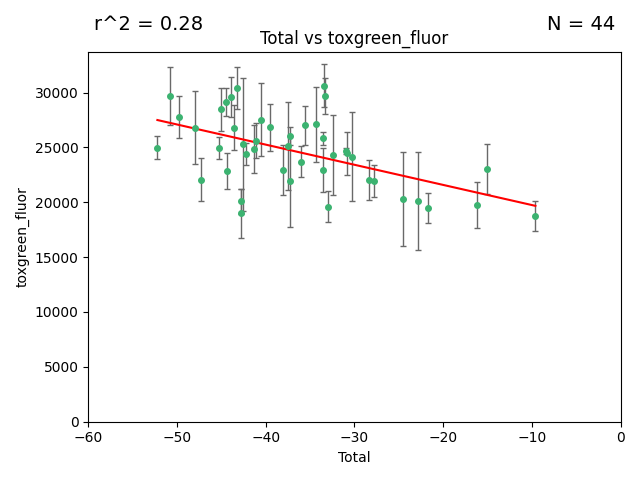 r^2 = 0.28
N = 44
Total vs toxgreen_fluor
toxgreen_fluor
30000
25000
20000
15000
10000
5000
0
−60
−50
−40
−30
−20
−10
0
Total